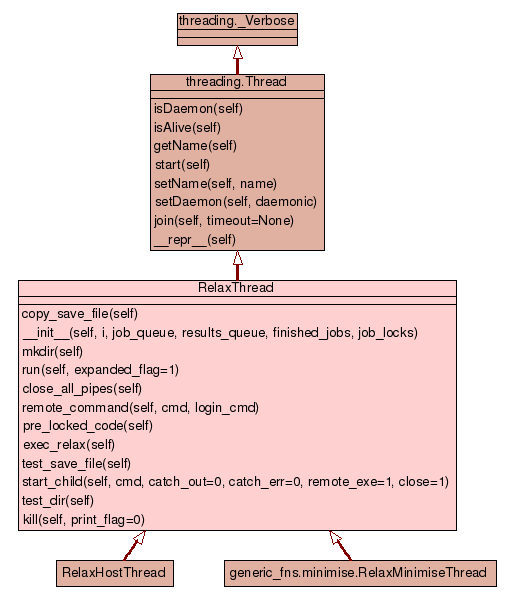 threading._Verbose
threading.Thread
isDaemon(self)
isAlive(self)
getName(self)
start(self)
setName(self, name)
setDaemon(self, daemonic)
join(self, timeout=None)
__repr__(self)
RelaxThread
copy_save_file(self)
__init__(self, i, job_queue, results_queue, finished_jobs, job_locks)
mkdir(self)
run(self, expanded_flag=1)
close_all_pipes(self)
remote_command(self, cmd, login_cmd)
pre_locked_code(self)
exec_relax(self)
test_save_file(self)
start_child(self, cmd, catch_out=0, catch_err=0, remote_exe=1, close=1)
test_dir(self)
kill(self, print_flag=0)
RelaxHostThread
generic_fns.minimise.RelaxMinimiseThread